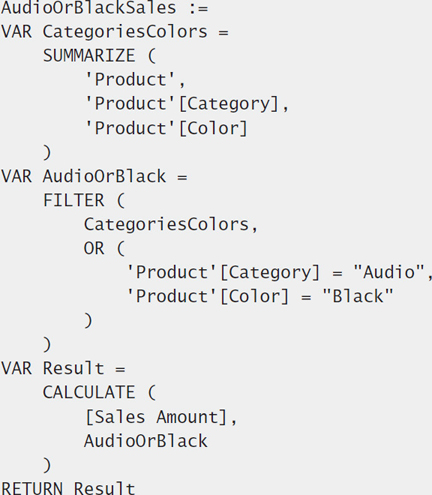 AudioOrBlackSales :=
VAR CategoriesColors =
    SUMMARIZE (
        'Product',
        'Product'[Category],
        'Product'[Color]
    )
VAR AudioOrBlack =
    FILTER (
        CategoriesColors,
        OR (
            'Product'[Category] = "Audio",
            'Product'[Color] = "Black"
        )
    )
VAR Result =
    CALCULATE (
        [Sales Amount],
        AudioOrBlack
    )
RETURN Result